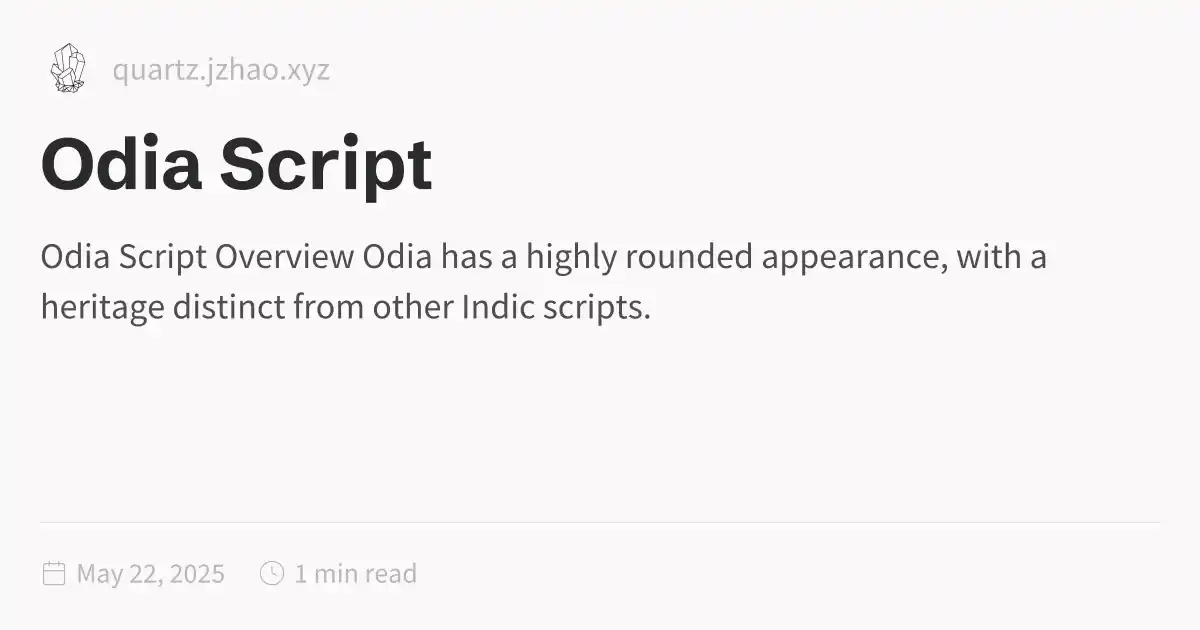 quartz.jzhao.xyz
Odia Script
Odia Script Overview Odia has a highly rounded appearance, with a
heritage distinct from other Indic scripts.
May 22, 2025 1 min read